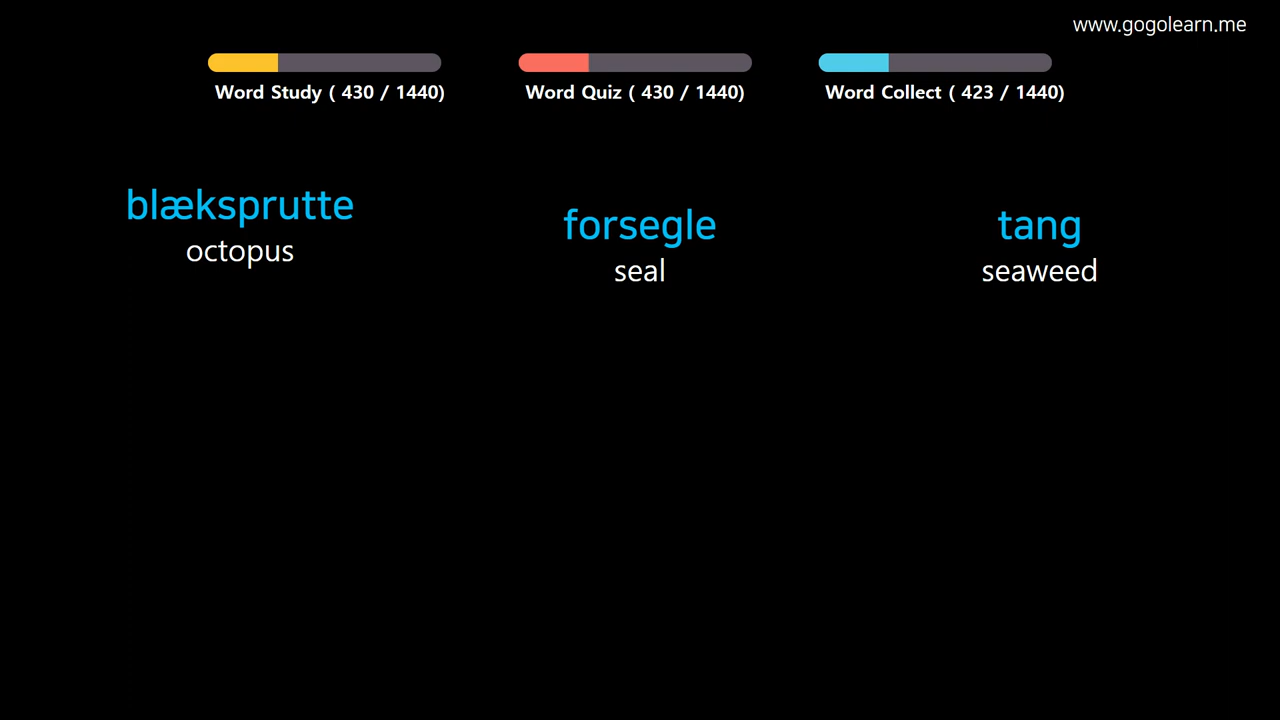 www.gogolearn.me
Word Study ( 430 / 1440)
Word Quiz ( 430 / 1440)
Word Collect ( 423 / 1440)
blæksprutte
octopus
forsegle
seal
tang
seaweed